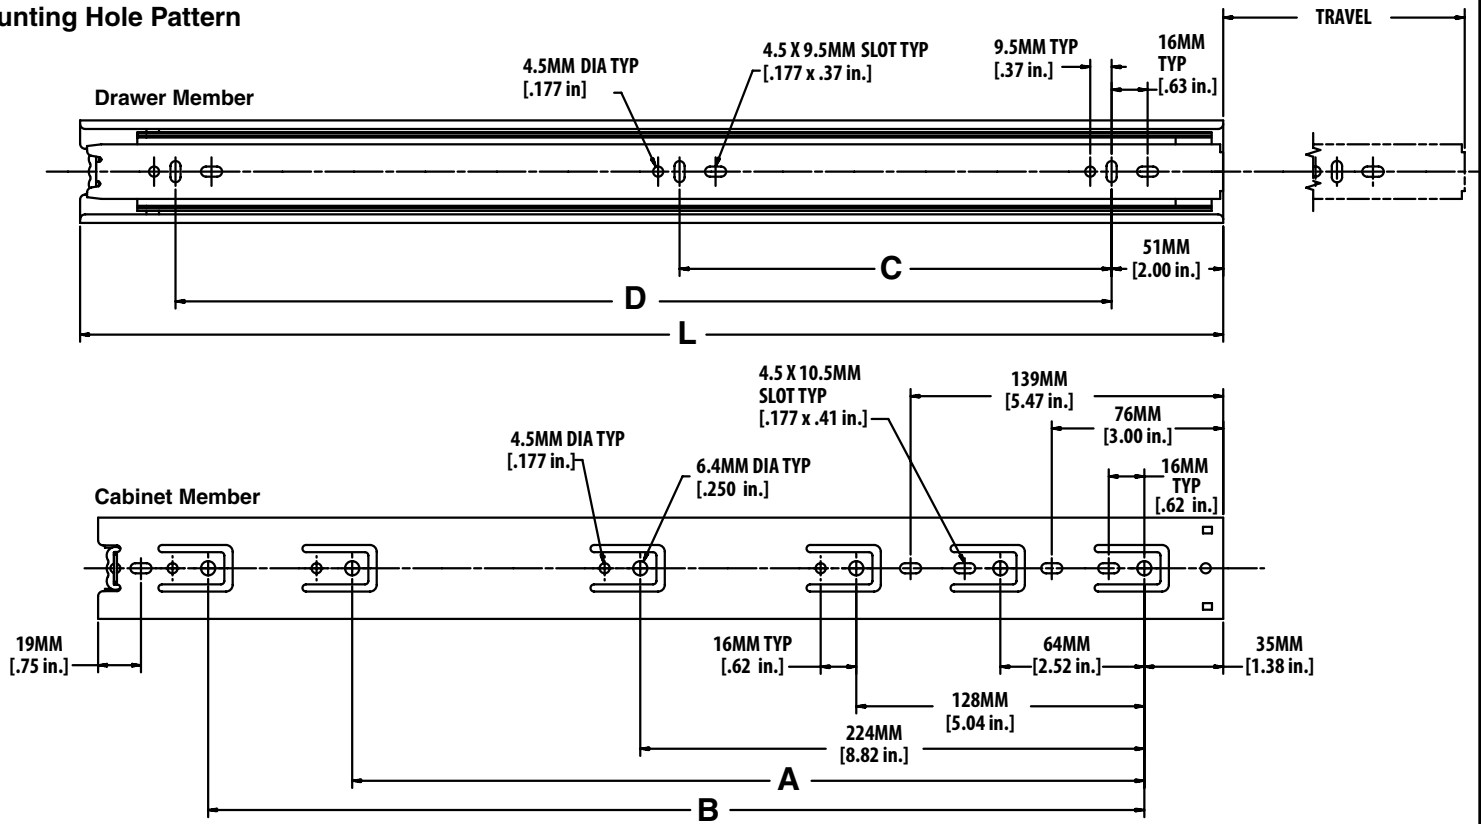 unting Hole Pattern
TRAVEL
4.5MM DIA TYP
[.177 in]
4.5 X 9.5MM SLOT TYP
[.177 x .37 in.]
9.5MM TYP
[.37 in.]
16MM
TYP
[.63 in.]
Drawer Member
51MM
[2.00 in.]
C
D
L
4.5 X 10.5MM
SLOT TYP
[.177 x .41 in.]
139MM
[5.47 in.]
76MM
[3.00 in.]
4.5MM DIA TYP
[.177 in.]
6.4MM DIA TYP
[.250 in.]
16MM
TYP
[.62 in.]
Cabinet Member
19MM
[.75 in.]
16MM TYP
[.62 in.]
64MM
[2.52 in.]
35MM
[1.38 in.]
128MM
[5.04 in.]
224MM
[8.82 in.]
A
B